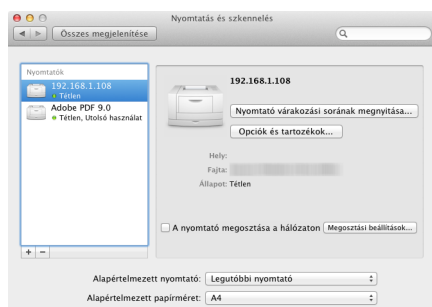 Nyomtatás és szkennelés
Összes megjelenítése
Nyomtatók
192.168.1.108
Tétlen
Adobe PDF 9.0
Tétlen, Utolsó használat
192.168.1.108
Nyomtató várakozási sorának megnyitása...
Opciók és tartozékok...
Hely:
Fajta:
Állapot: Tétlen
A nyomtató megosztása a hálózaton Megosztási beállítások...
+ −
Alapértelmezett nyomtató: Legutóbbi nyomtató
Alapértelmezett papírméret: A4